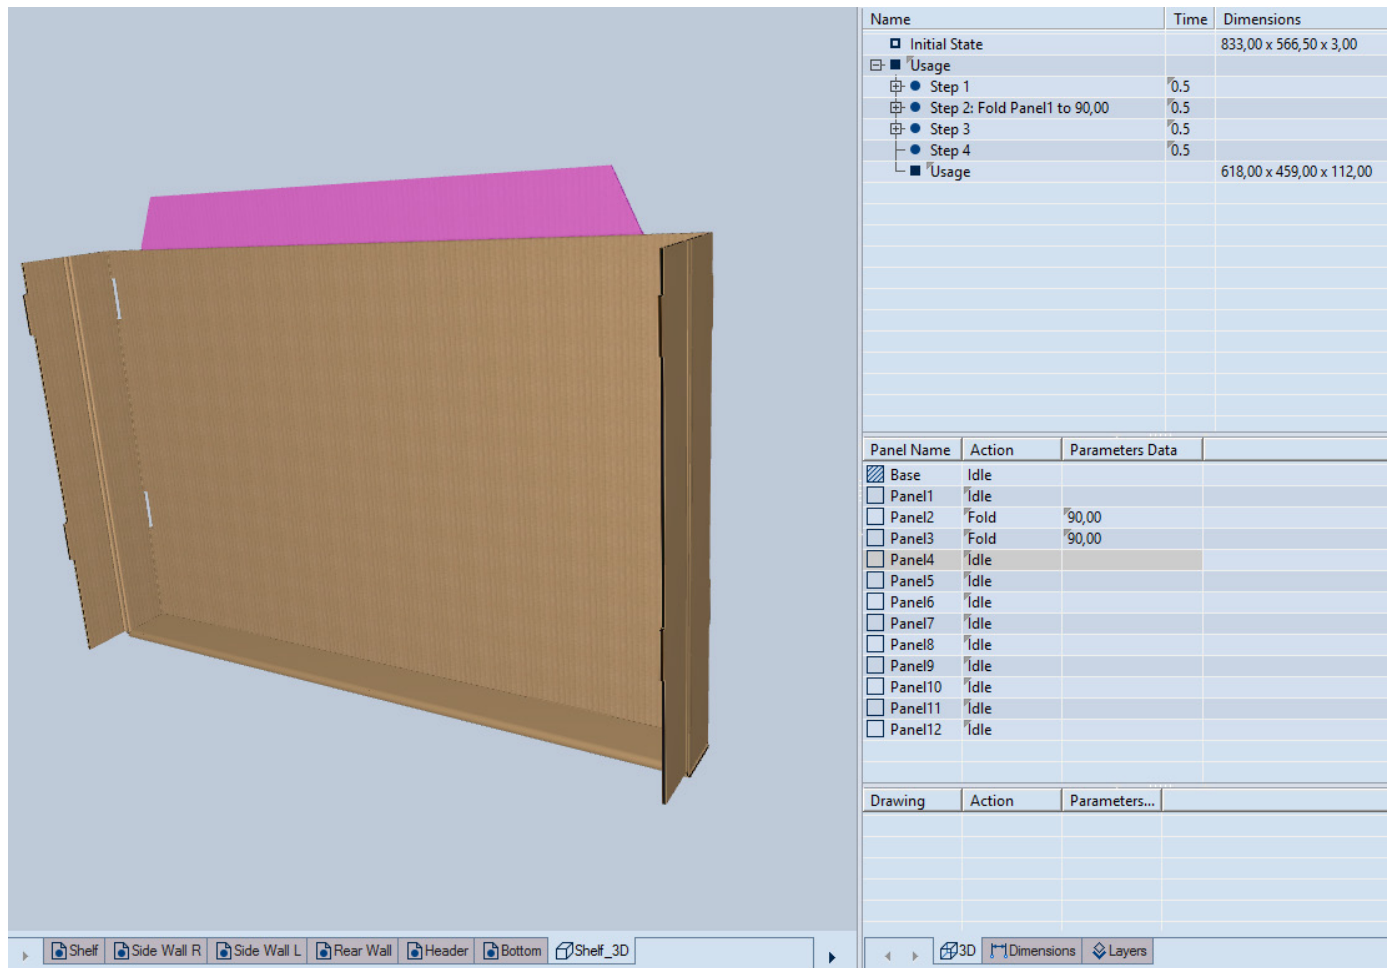 Name Time Dimensions
Initial State 833,00 x 566,50 x 3,00
Usage
Step 1 0.5
Step 2: Fold Panel1 to 90,00 0.5
Step 3 0.5
Step 4 0.5
Usage 618,00 x 459,00 x 112,00
Panel Name Action Parameters Data
Base Idle
Panel1 Idle
Panel2 Fold 90,00
Panel3 Fold 90,00
Panel4 Idle
Panel5 Idle
Panel6 Idle
Panel7 Idle
Panel8 Idle
Panel9 Idle
Panel10 Idle
Panel11 Idle
Panel12 Idle
Drawing Action Parameters...
Shelf Side Wall R Side Wall L Rear Wall Header Bottom Shelf_3D
3D Dimensions Layers